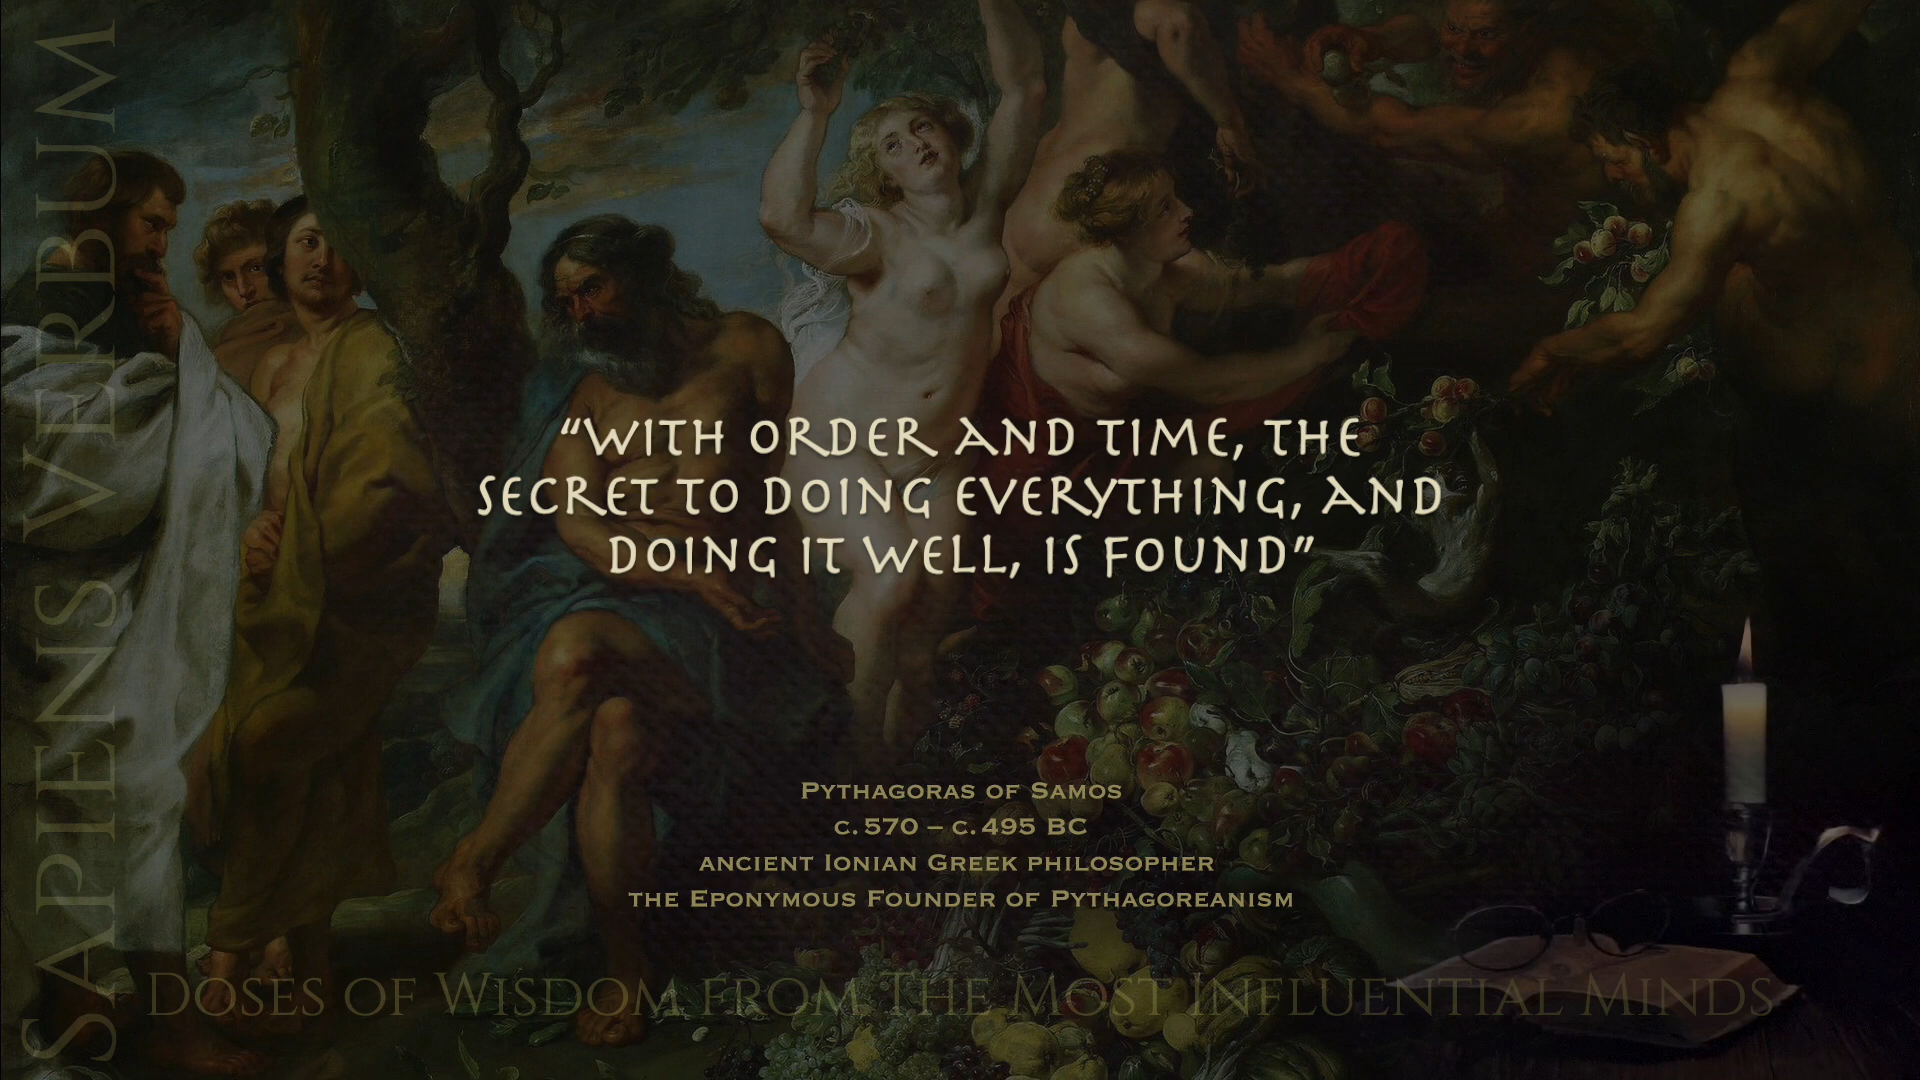 SAPIENS VERBUM
“WITH ORDER AND TIME, THE
SECRET TO DOING EVERYTHING, AND
DOING IT WELL, IS FOUND”
Pythagoras of Samos
c. 570 – c. 495 BC
ancient Ionian Greek philosopher
the Eponymous Founder of Pythagoreanism
Doses of Wisdom from The Most Influential Minds